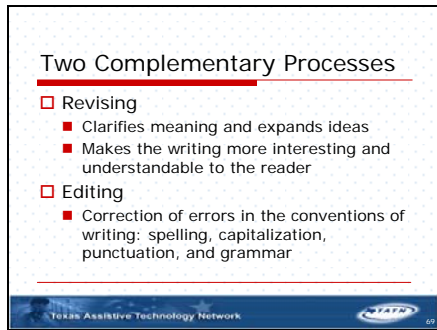 Two Complementary Processes
Revising
Clarifies meaning and expands ideas
Makes the writing more interesting and
understandable to the reader
Editing
Correction of errors in the conventions of
writing: spelling, capitalization,
punctuation, and grammar
Texas Assistive Technology Network
TATN
69